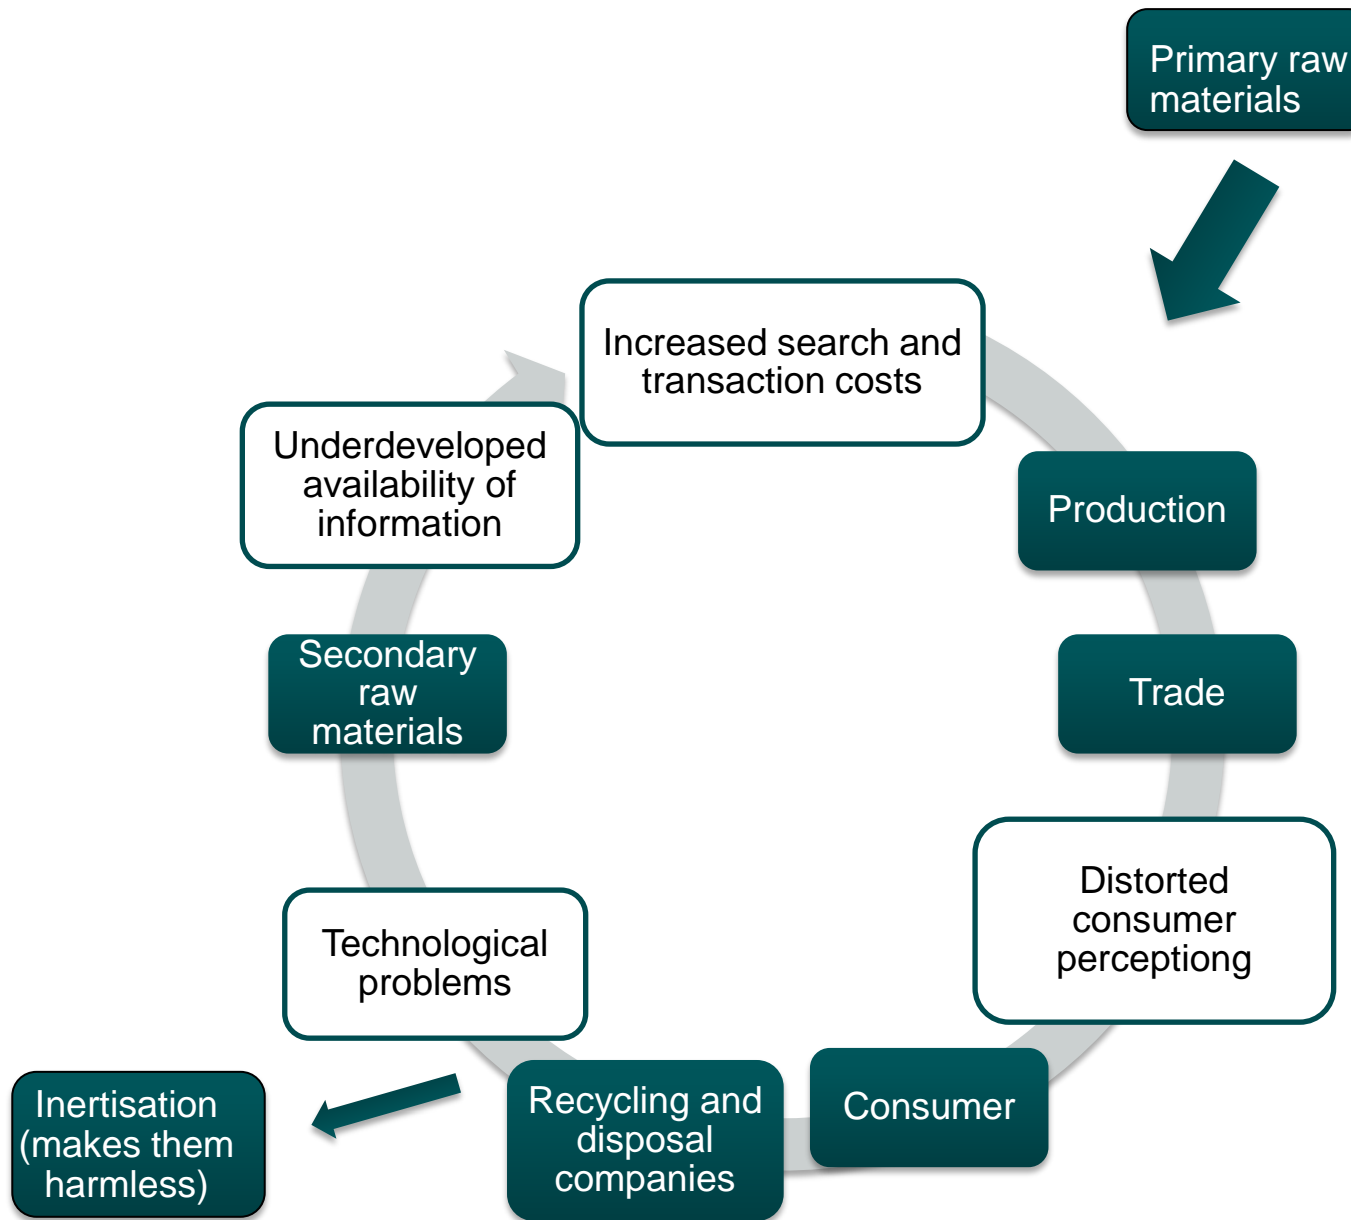 Primary raw
materials
Increased search and
transaction costs
Underdeveloped
availability of
information
Production
Secondary
raw
materials
Trade
Distorted
consumer
perceptiong
Technological
problems
Consumer
Recycling and
disposal
companies
Inertisation
(makes them
harmless)